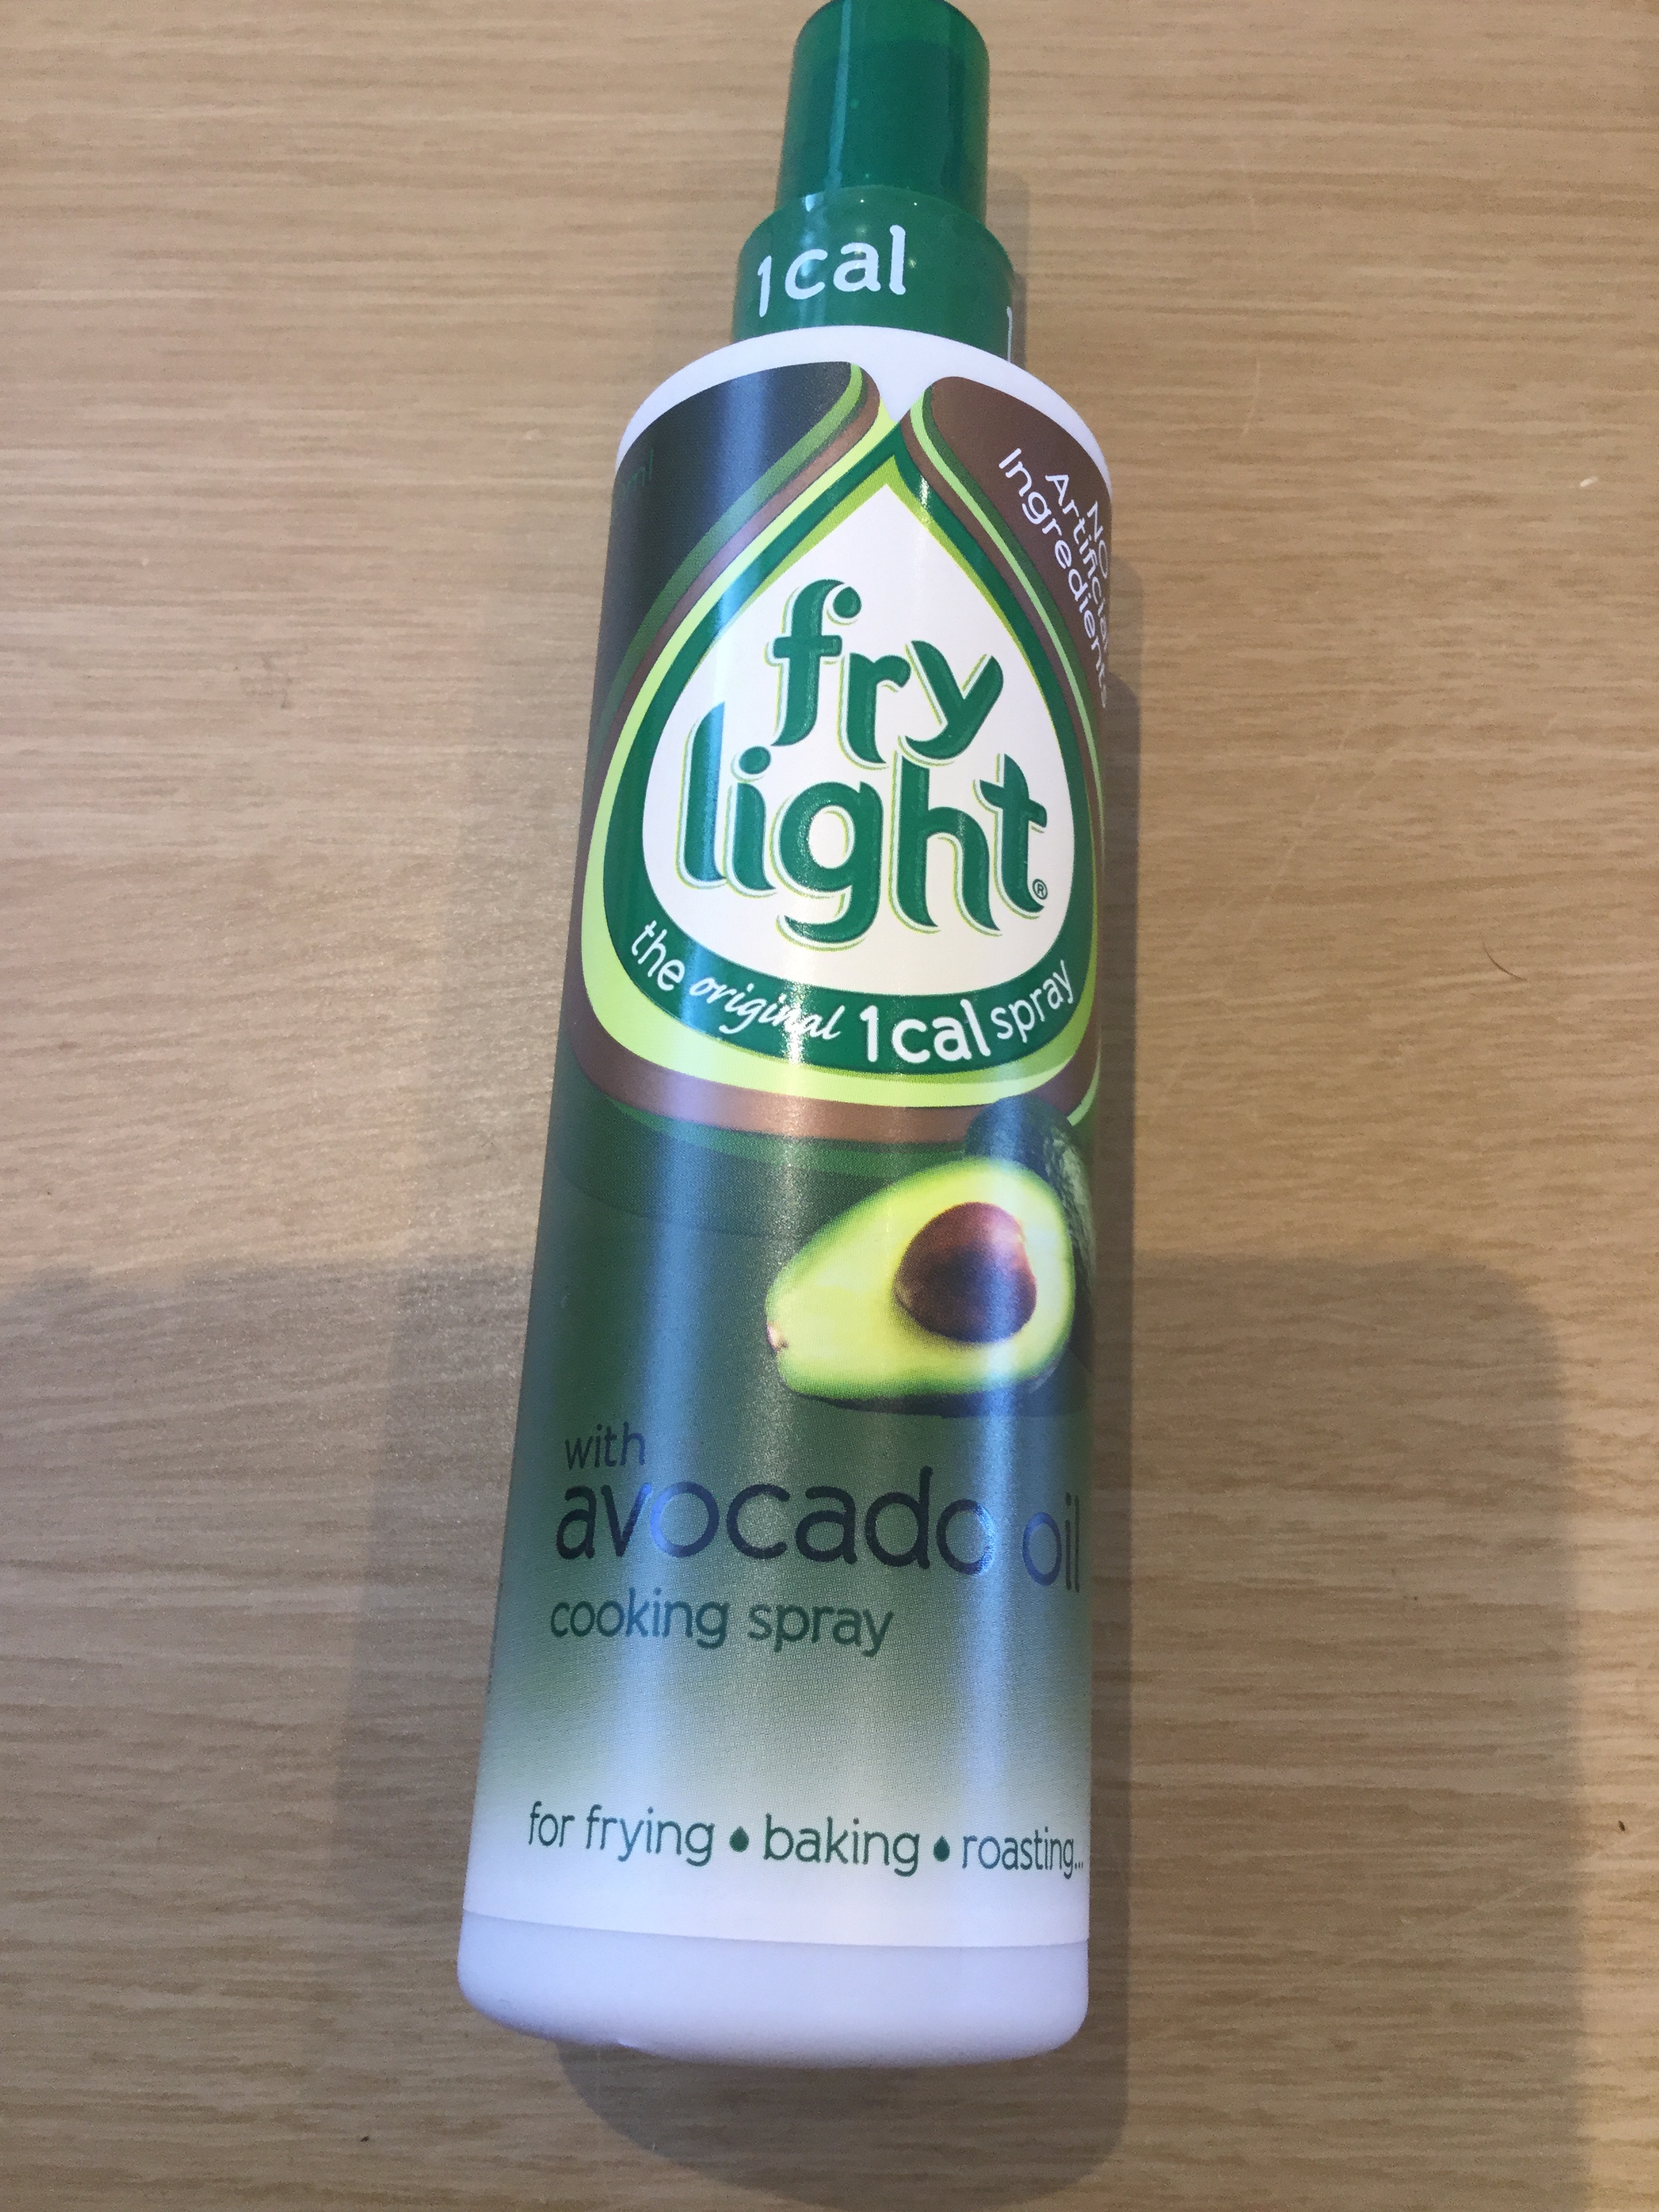 1cal
NO
Artificial
Ingredients
fry
light®
the original 1cal spray
with
avocado oil
cooking spray
for frying • baking • roasting...